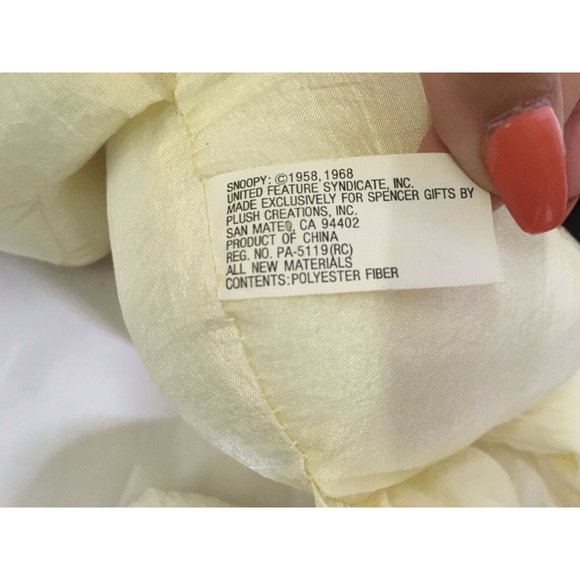 SNOOPY: ©1958, 1968
UNITED FEATURE SYNDICATE, INC.
MADE EXCLUSIVELY FOR SPENCER GIFTS BY
PLUSH CREATIONS, INC.
SAN MATEO, CA 94402
PRODUCT OF CHINA
REG. NO. PA-5119(RC)
ALL NEW MATERIALS
CONTENTS:POLYESTER FIBER